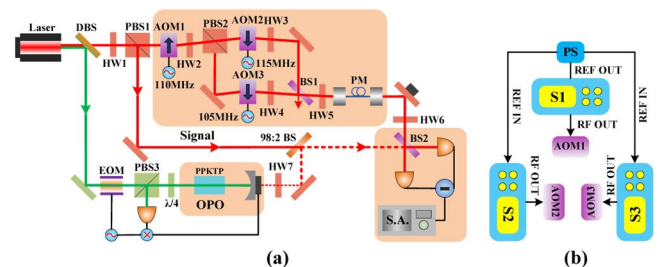 Laser
DBS
PBS1
AOM1
PBS2
AOM2
HW3
HW1
HW2
110MHz
115MHz
AOM3
BS1
PM
105MHz
HW4
HW5
HW6
Signal
98:2 BS
BS2
EOM
PBS3
λ/4
PPKTP
OPO
HW7
S.A.
(a)
PS
REF OUT
S1
REF IN
REF IN
RF OUT
AOM1
RF OUT
RF OUT
S2
AOM2
AOM3
S3
(b)